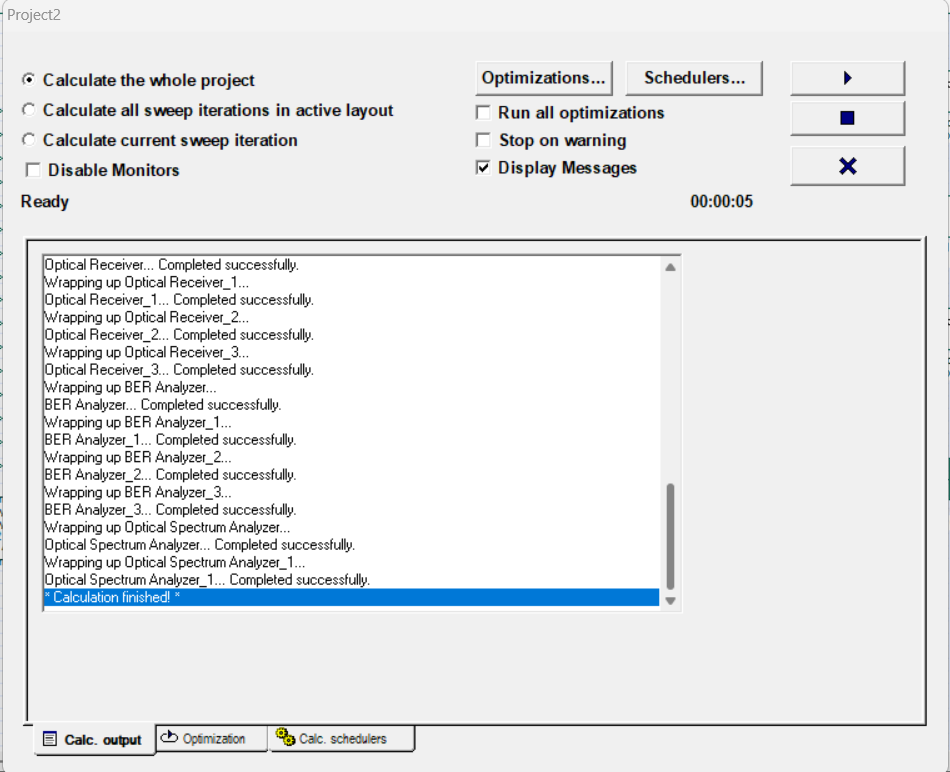 Project2
Calculate the whole project
Calculate all sweep iterations in active layout
Calculate current sweep iteration
Disable Monitors
Optimizations...
Schedulers...
Run all optimizations
Stop on warning
Display Messages
Ready
00:00:05
Optical Receiver... Completed successfully.
Wrapping up Optical Receiver_1...
Optical Receiver_1... Completed successfully.
Wrapping up Optical Receiver_2...
Optical Receiver_2... Completed successfully.
Wrapping up Optical Receiver_3...
Optical Receiver_3... Completed successfully.
Wrapping up BER Analyzer...
BER Analyzer... Completed successfully.
Wrapping up BER Analyzer_1...
BER Analyzer_1... Completed successfully.
Wrapping up BER Analyzer_2...
BER Analyzer_2... Completed successfully.
Wrapping up BER Analyzer_3...
BER Analyzer_3... Completed successfully.
Wrapping up Optical Spectrum Analyzer...
Optical Spectrum Analyzer... Completed successfully.
Wrapping up Optical Spectrum Analyzer_1...
Optical Spectrum Analyzer_1... Completed successfully.
* Calculation finished! *
Calc. output
Optimization
Calc. schedulers